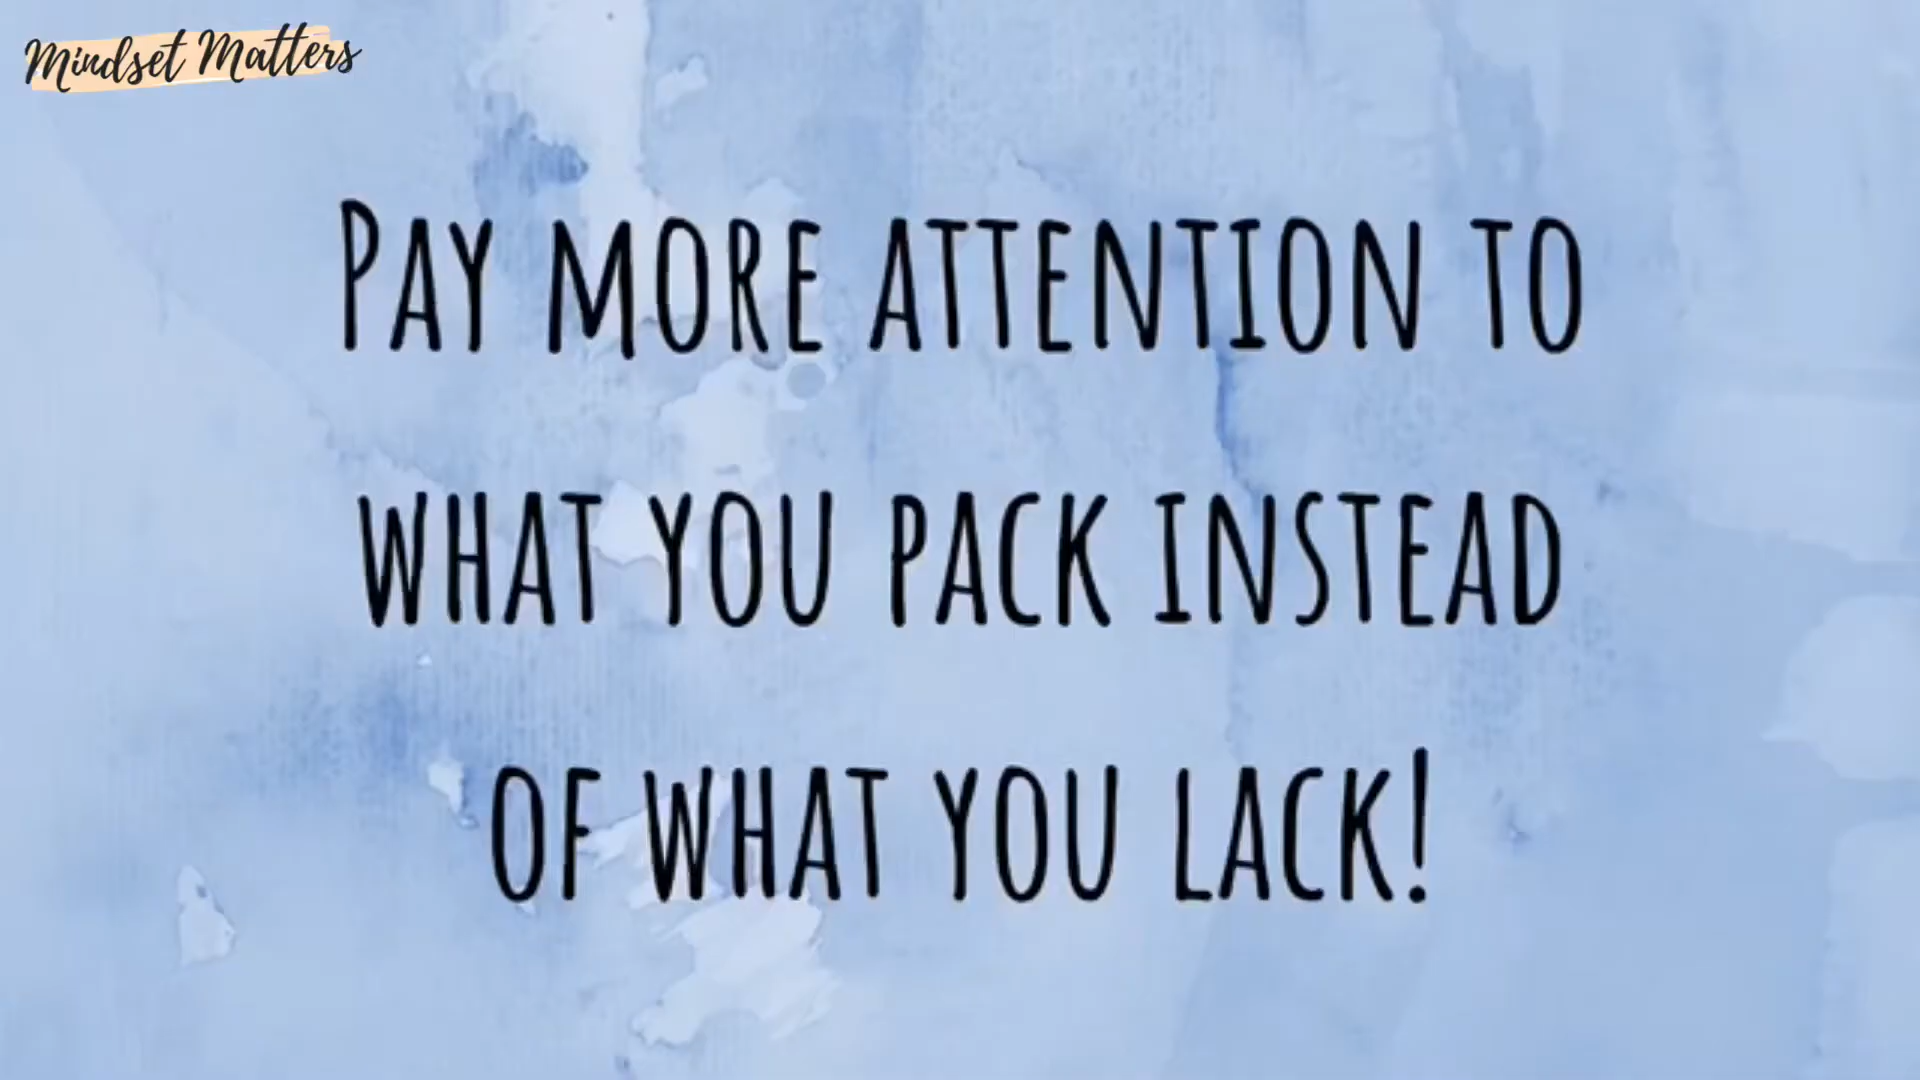 Mindset Matters
PAY MORE ATTENTION TO
WHAT YOU PACK INSTEAD
OF WHAT YOU LACK!